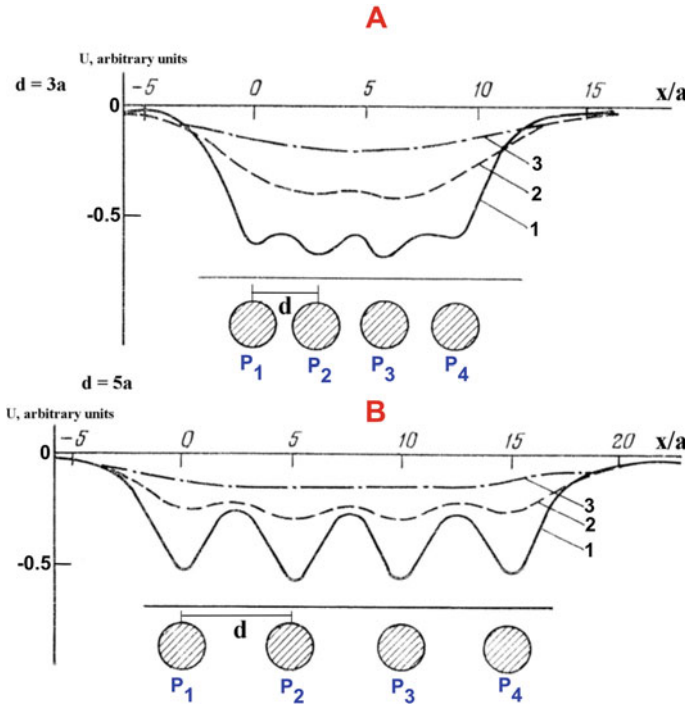 A
U, arbitrary units
d = 3a
-5 0 5 10 15 x/a
0
3
2
-0.5
1
d
P1 P2 P3 P4
d = 5a
B
U, arbitrary units
-5 0 5 10 15 20 x/a
0
3
2
1
-0.5
d
P1 P2 P3 P4